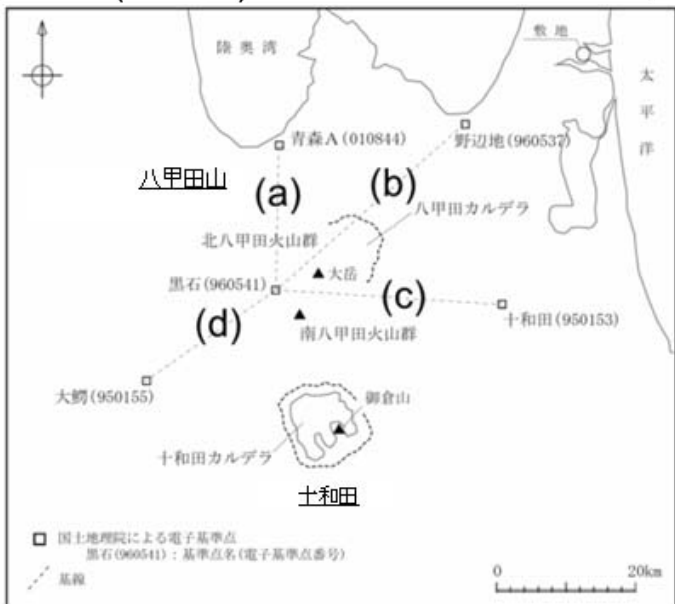 陸奥湾
敷地
太平洋
青森A(010844)
野辺地(960537)
八甲田山
(a)
(b)
八甲田カルデラ
北八甲田火山群
大岳
黒石(960541)
(c)
(d)
十和田(950153)
南八甲田火山群
大鰐(950155)
御倉山
十和田カルデラ
十和田
国土地理院による電子基準点
黒石(960541):基準点名(電子基準点番号)
基線
0 20km